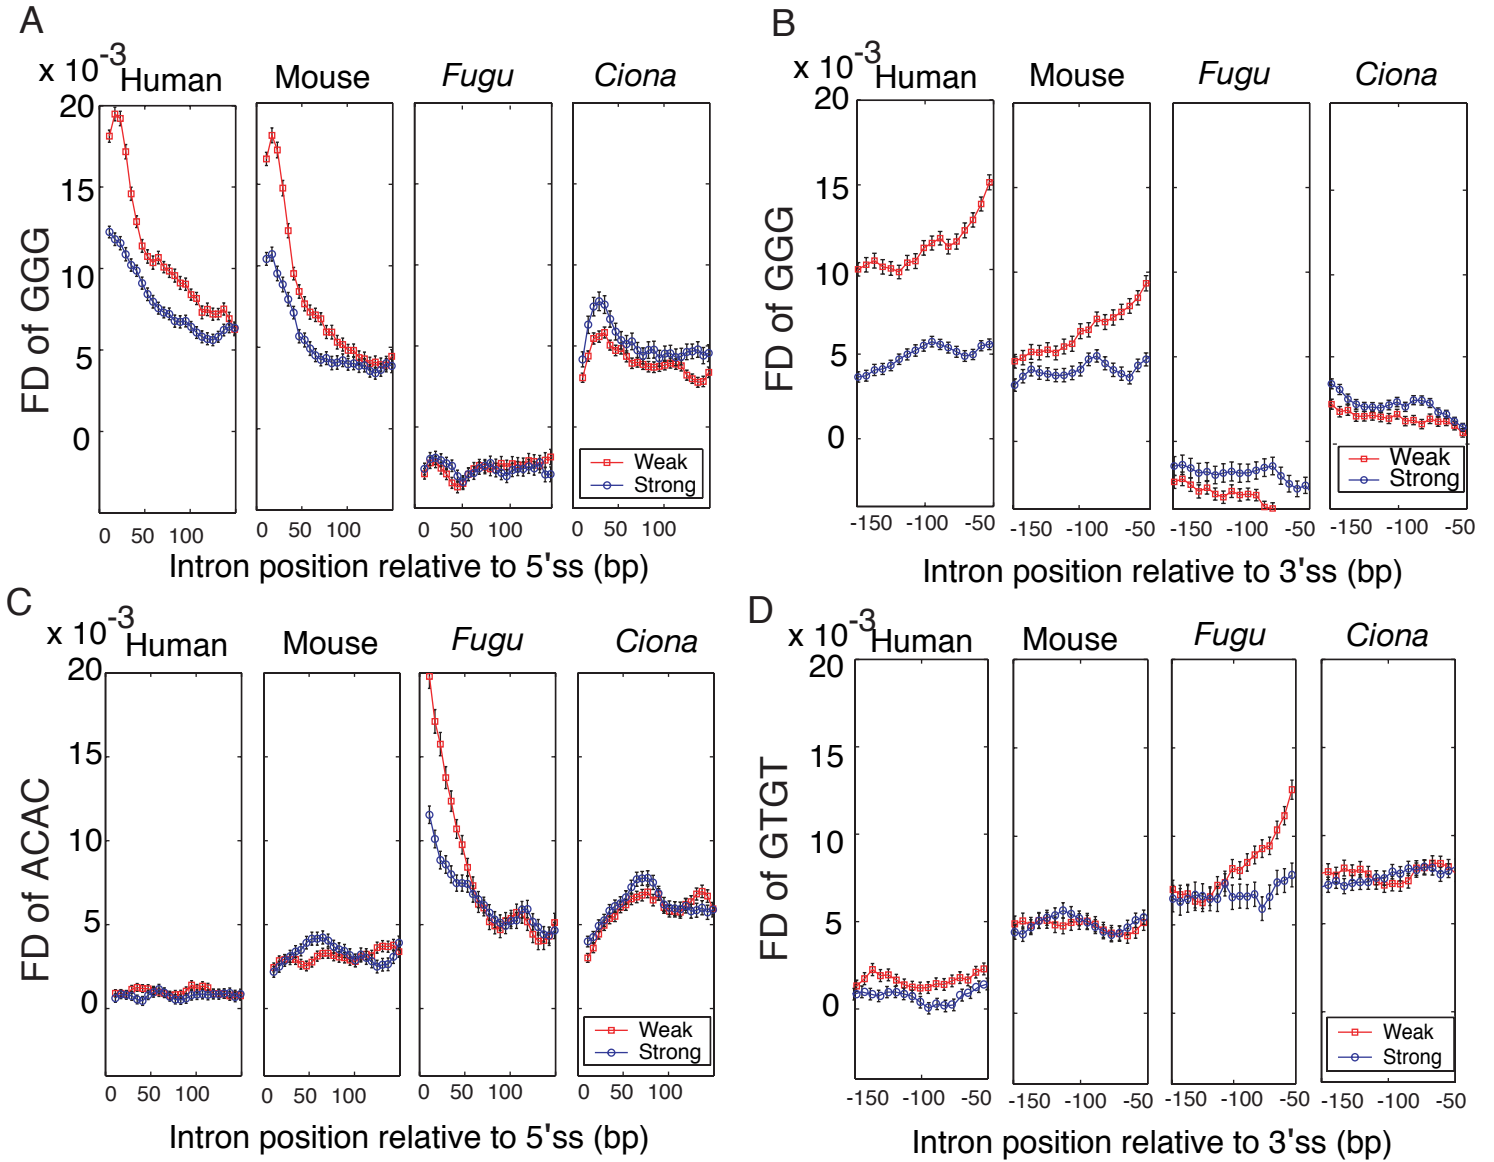 A
x 10-3
Human
Mouse
Fugu
Ciona
FD of GGG
20
15
10
5
0
Weak
Strong
0 50 100
0 50 100
0 50 100
0 50 100
Intron position relative to 5'ss (bp)
B
x 10-3
Human
Mouse
Fugu
Ciona
FD of GGG
20
15
10
5
0
Weak
Strong
-150 -100 -50
-150 -100 -50
-150 -100 -50
-150 -100 -50
Intron position relative to 3'ss (bp)
C
x 10-3
Human
Mouse
Fugu
Ciona
FD of ACAC
20
15
10
5
0
Weak
Strong
0 50 100
0 50 100
0 50 100
0 50 100
Intron position relative to 5'ss (bp)
D
x 10-3
Human
Mouse
Fugu
Ciona
FD of GTGT
20
15
10
5
0
Weak
Strong
-150 -100 -50
-150 -100 -50
-150 -100 -50
-150 -100 -50
Intron position relative to 3'ss (bp)